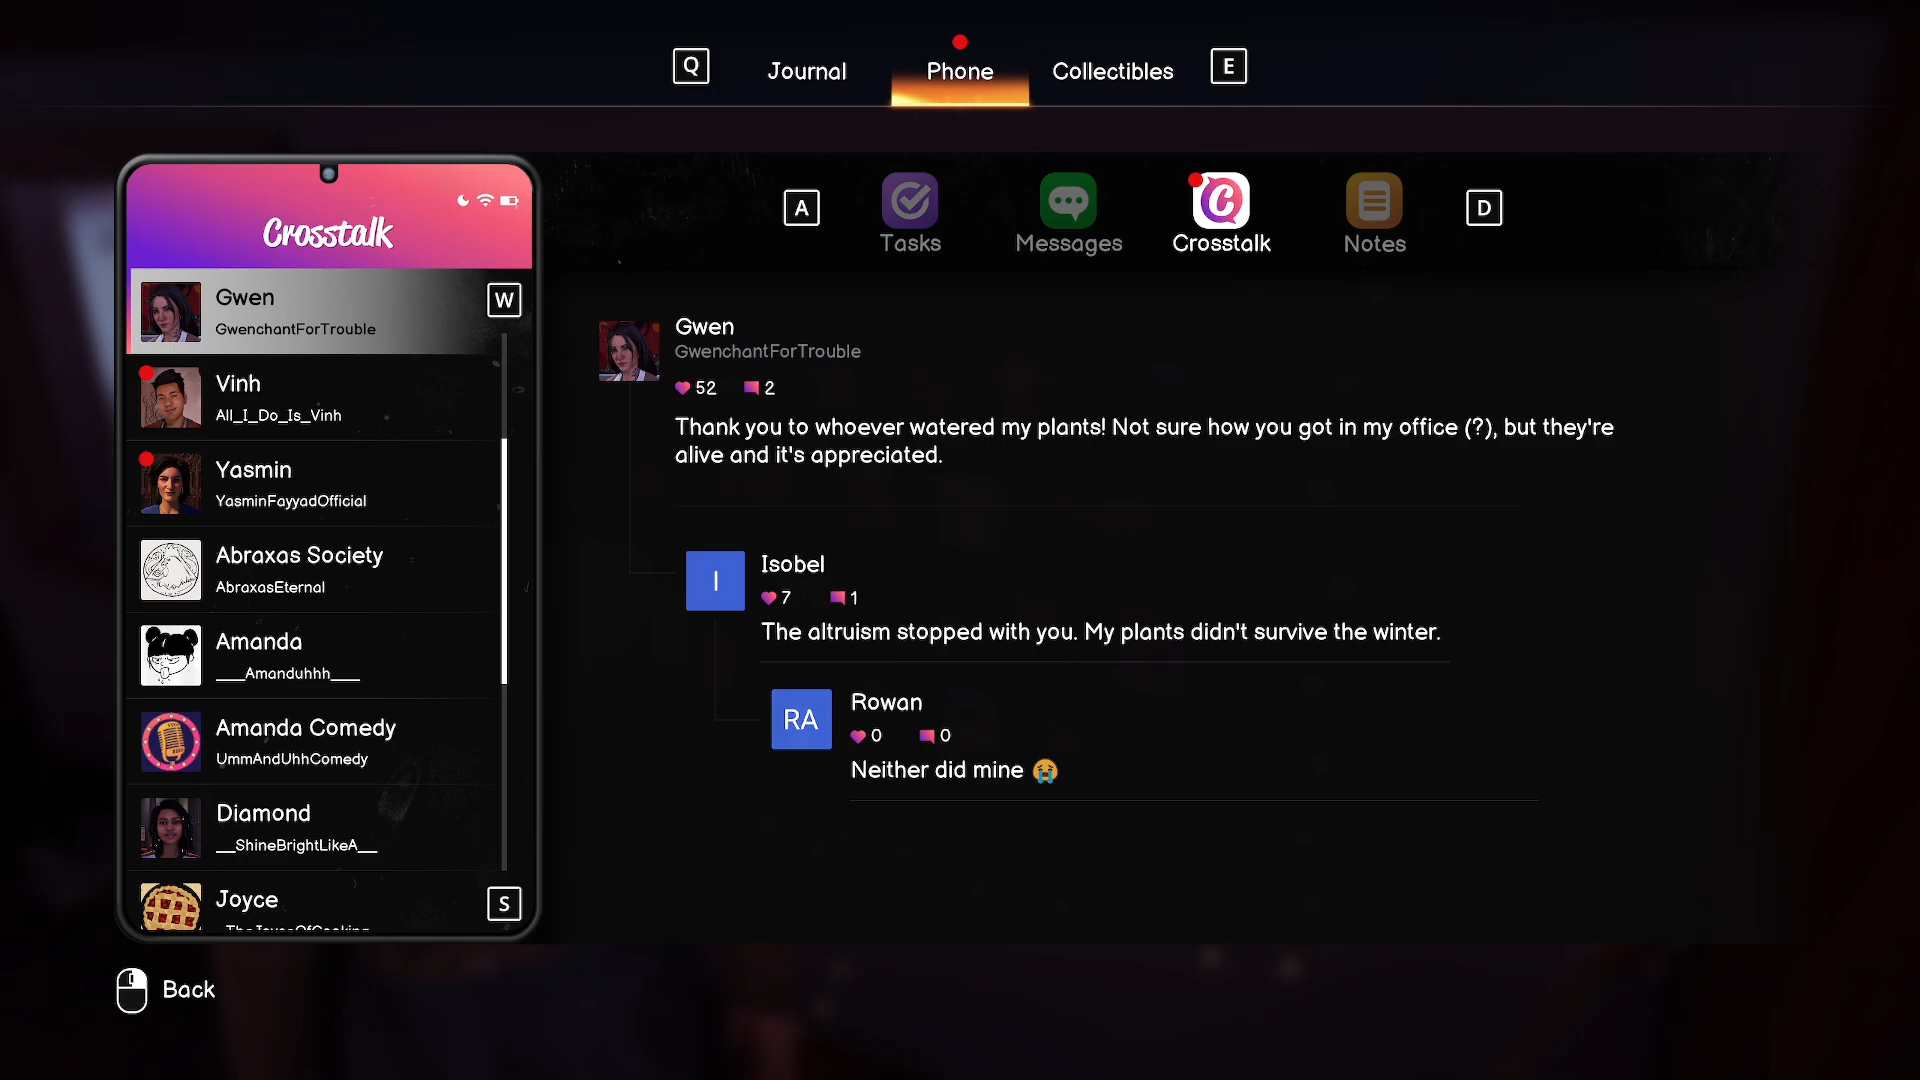 Q
Journal
Phone
Collectibles
E
Crosstalk
A
Tasks
Messages
Crosstalk
Notes
D
Gwen
GwenchantForTrouble
W
Vinh
All_I_Do_Is_Vinh
Yasmin
YasminFayyadOfficial
Abraxas Society
AbraxasEternal
Amanda
___Amanduhhh___
Amanda Comedy
UmmAndUhhComedy
Diamond
__ShineBrightLikeA__
Joyce
_TheJoyceOfCooking_
S
Gwen
GwenchantForTrouble
52 2
Thank you to whoever watered my plants! Not sure how you got in my office (?), but they're
alive and it's appreciated.
I
Isobel
7 1
The altruism stopped with you. My plants didn't survive the winter.
RA
Rowan
0 0
Neither did mine 😭
Back